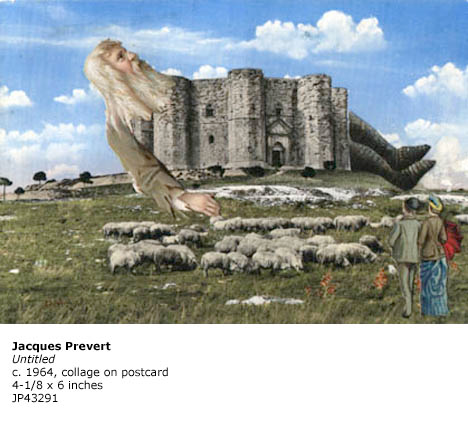 Jacques Prevert
Untitled
c. 1964, collage on postcard
4-1/8 x 6 inches
JP43291